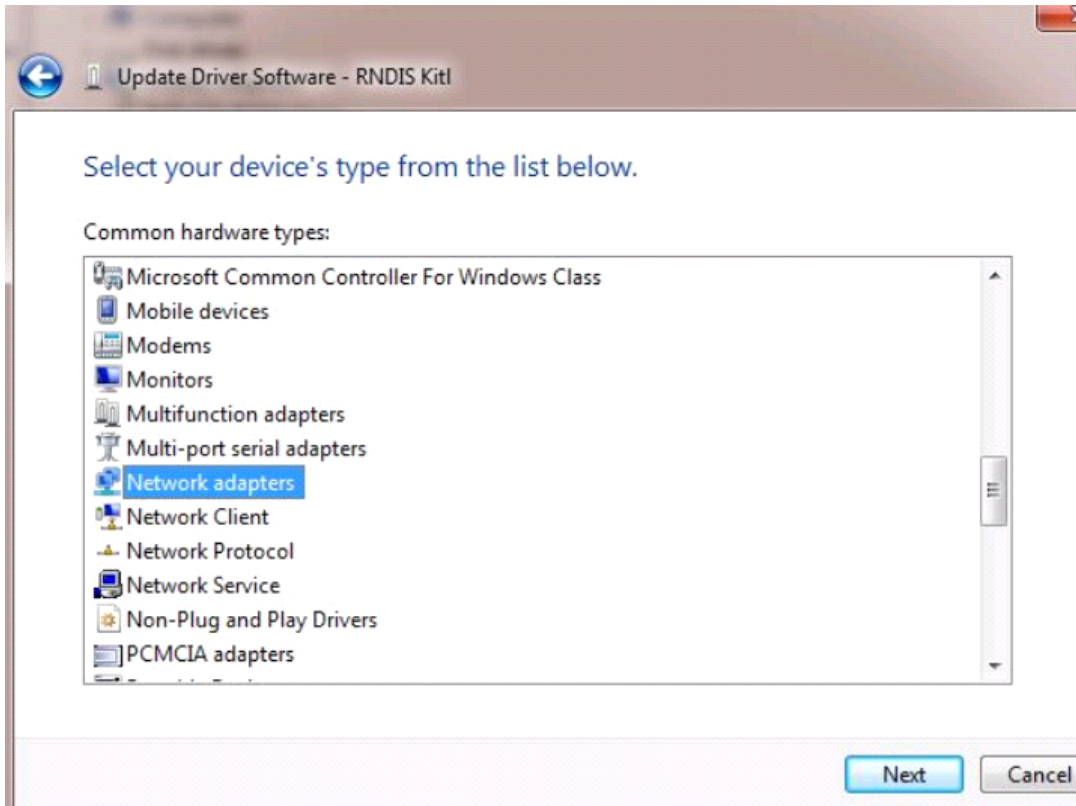 Update Driver Software - RNDIS Kitl
Select your device's type from the list below.
Common hardware types:
Microsoft Common Controller For Windows Class
Mobile devices
Modems
Monitors
Multifunction adapters
Multi-port serial adapters
Network adapters
Network Client
Network Protocol
Network Service
Non-Plug and Play Drivers
PCMCIA adapters
Next
Cancel